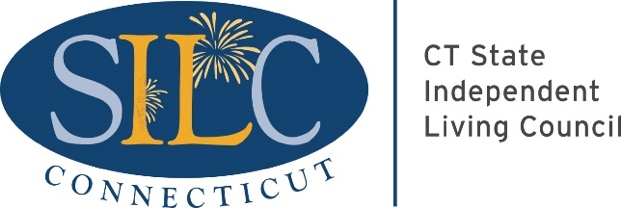 SILC
CONNECTICUT
CT State
Independent
Living Council